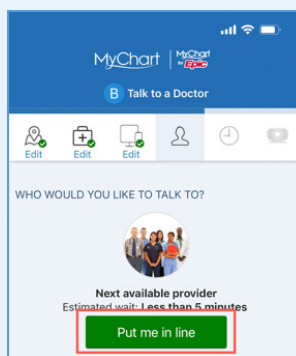 MyChart MyChart
by Epic
B Talk to a Doctor
Edit Edit Edit
WHO WOULD YOU LIKE TO TALK TO?
Next available provider
Estimated wait: Less than 5 minutes
Put me in line